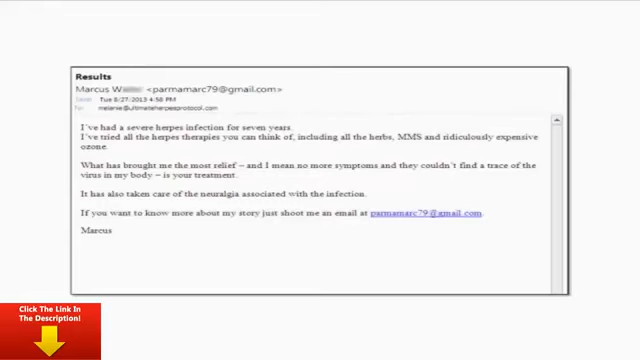 Results
Marcus W <parmamarc79@gmail.com>
Tue 8/27/2013 4:58 PM
melanie@ultimateherpesprotocol.com
I've had a severe herpes infection for seven years.
I've tried all the herpes therapies you can think of, including all the herbs, MMS and ridiculously expensive
ozone.
What has brought me the most relief – and I mean no more symptoms and they couldn't find a trace of the
virus in my body – is your treatment.
It has also taken care of the neuralgia associated with the infection.
If you want to know more about my story just shoot me an email at parmamarc79@gmail.com.
Marcus
Click The Link In
The Description!